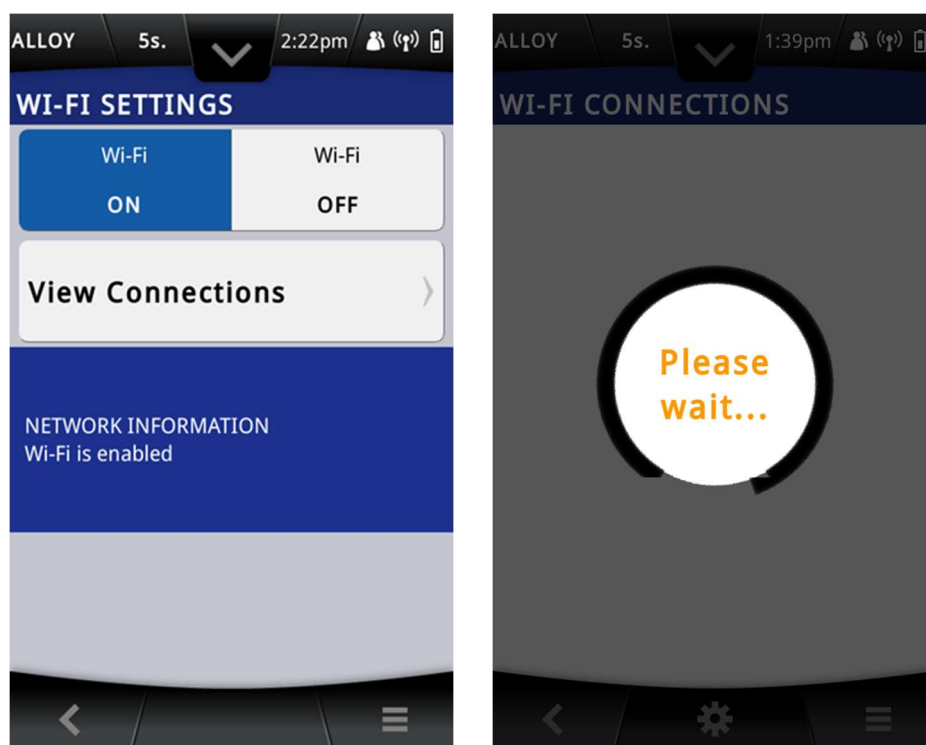 ALLOY 5s. 2:22pm
WI-FI SETTINGS
Wi-Fi Wi-Fi
ON OFF
View Connections
NETWORK INFORMATION
Wi-Fi is enabled
ALLOY 5s. 1:39pm
WI-FI CONNECTIONS
Please
wait...